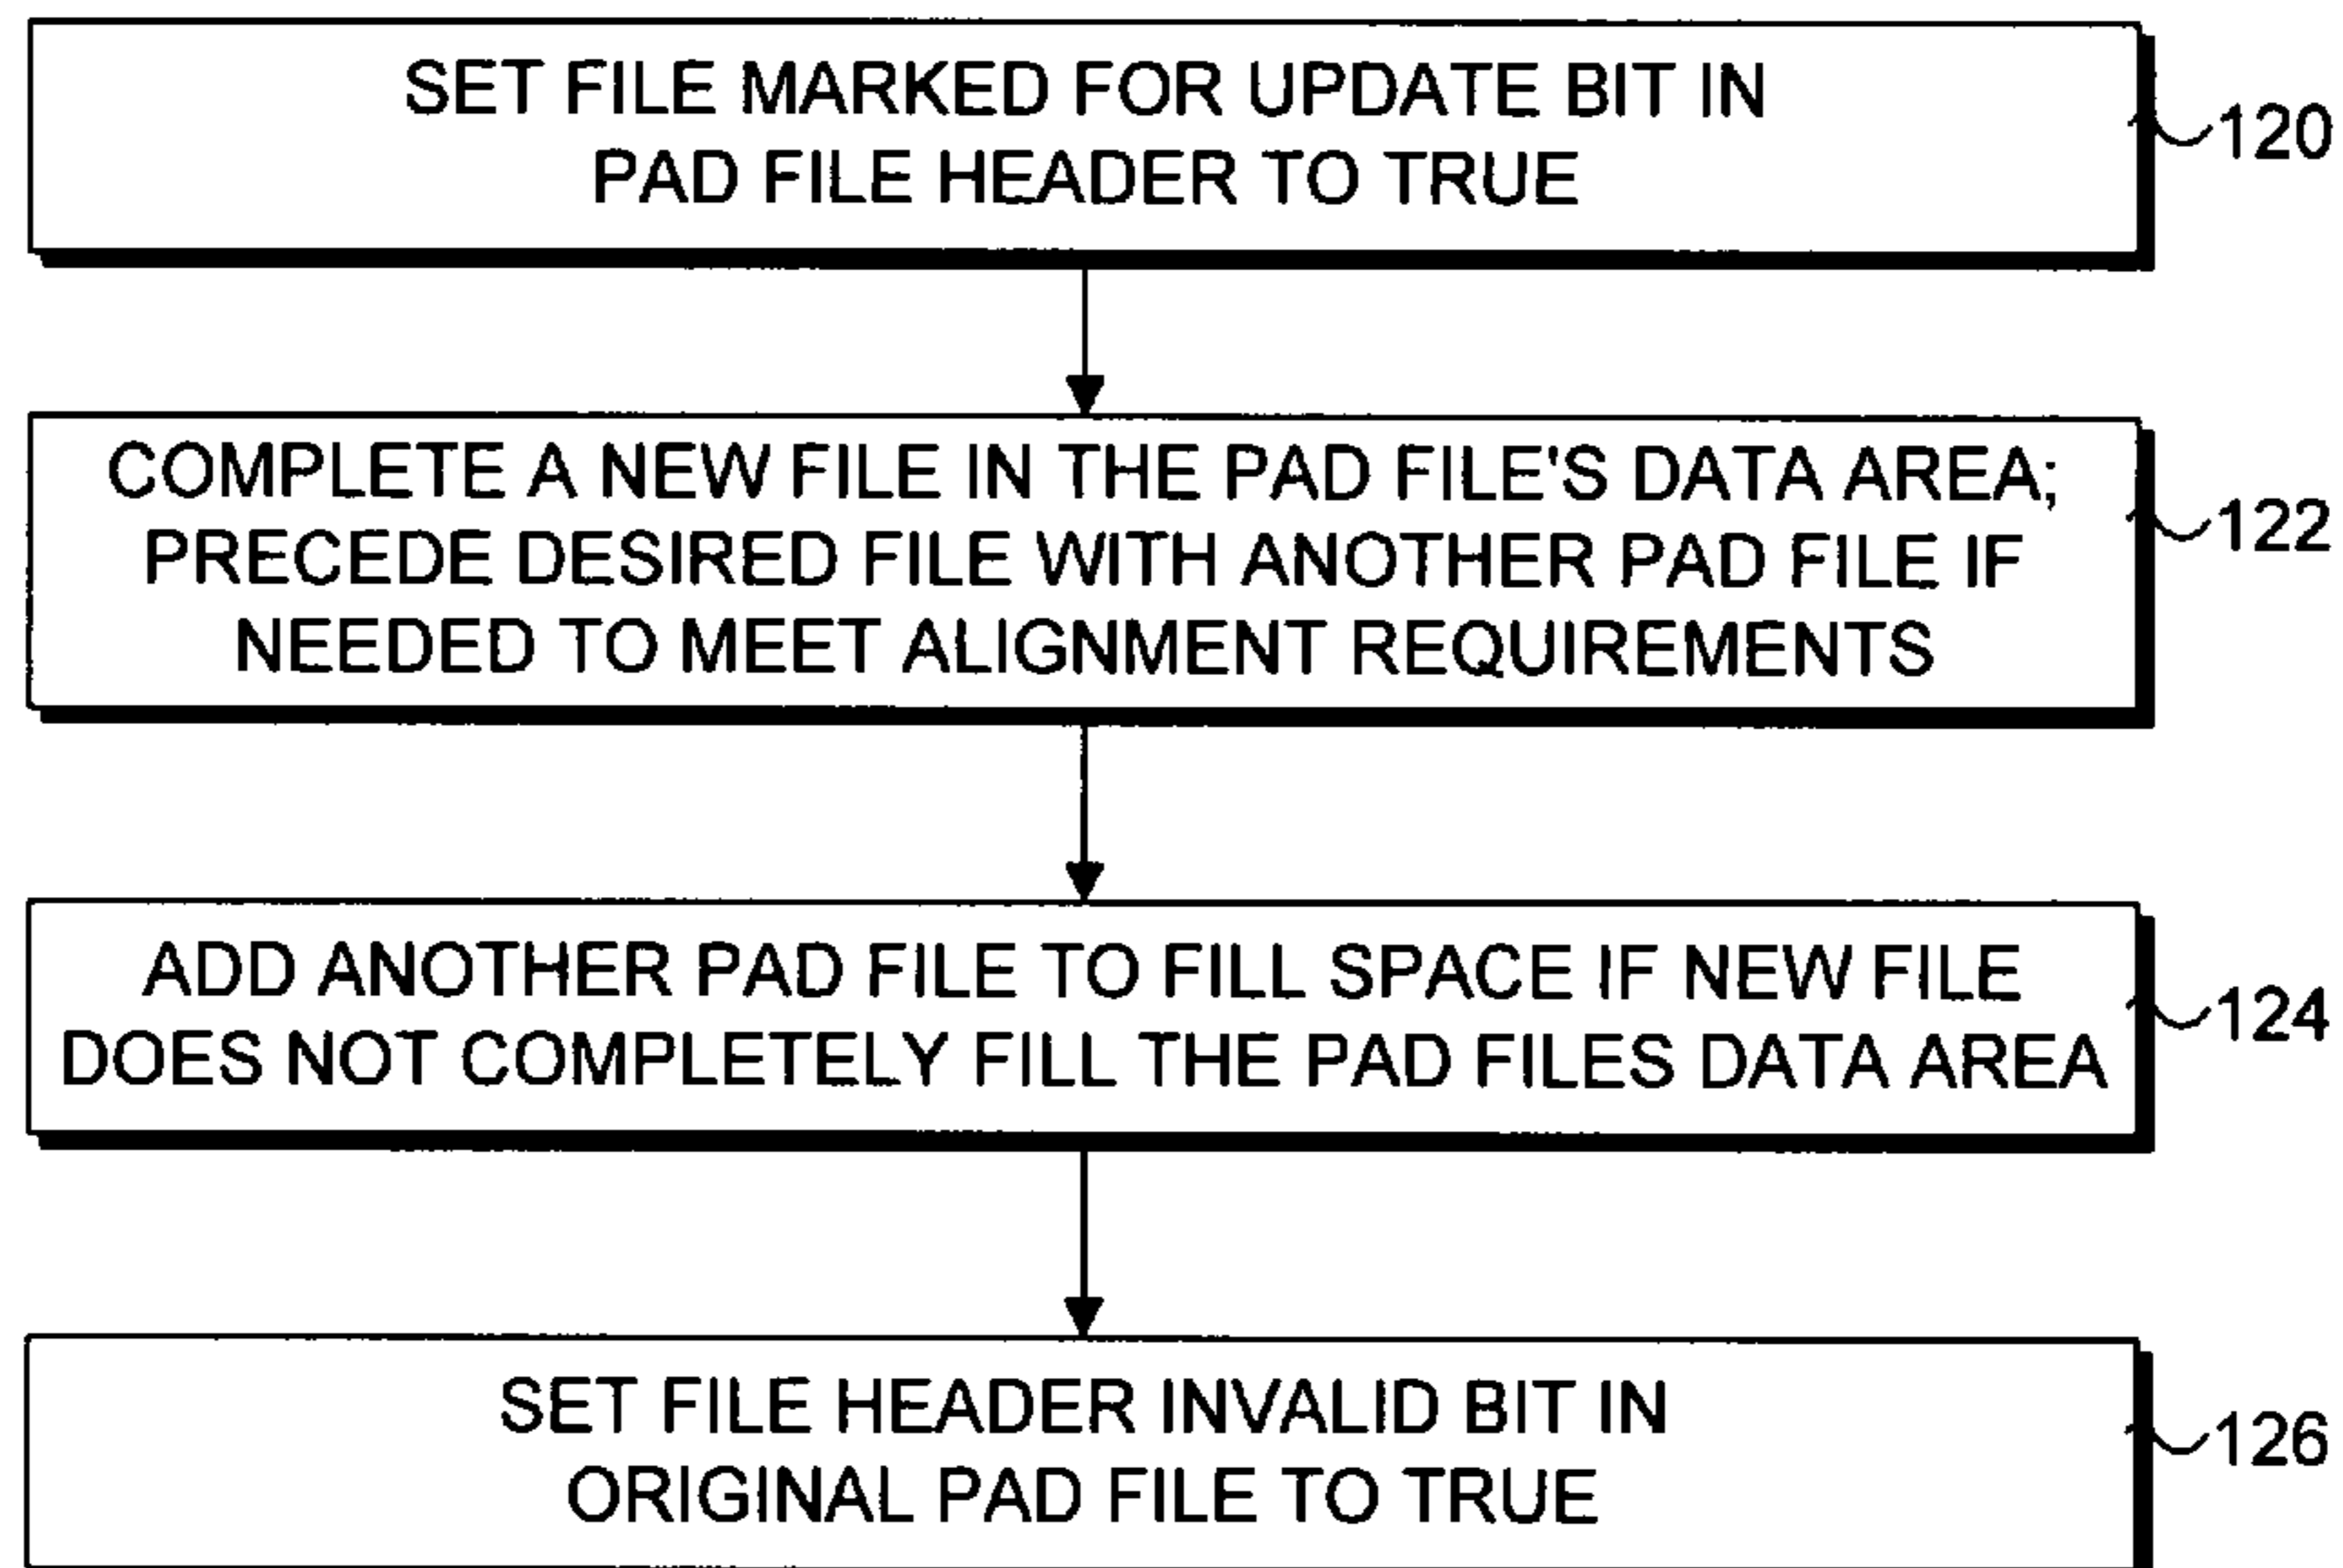 SET FILE MARKED FOR UPDATE BIT IN
PAD FILE HEADER TO TRUE
120
COMPLETE A NEW FILE IN THE PAD FILE'S DATA AREA;
PRECEDE DESIRED FILE WITH ANOTHER PAD FILE IF
NEEDED TO MEET ALIGNMENT REQUIREMENTS
122
ADD ANOTHER PAD FILE TO FILL SPACE IF NEW FILE
DOES NOT COMPLETELY FILL THE PAD FILES DATA AREA
124
SET FILE HEADER INVALID BIT IN
ORIGINAL PAD FILE TO TRUE
126